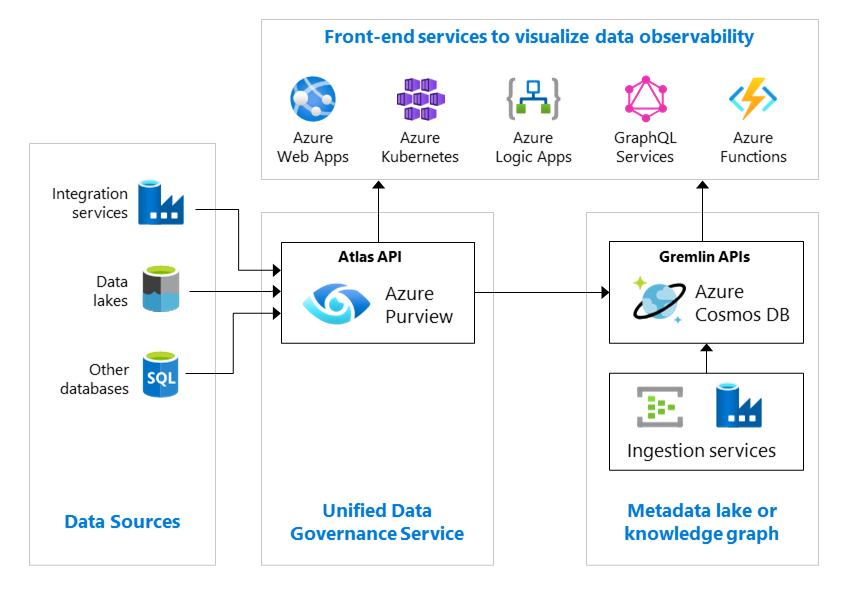 Front-end services to visualize data observability
Azure
Web Apps
Azure
Kubernetes
Azure
Logic Apps
GraphQL
Services
Azure
Functions
Integration
services
Data
lakes
Other
databases
SQL
Data Sources
Atlas API
Azure
Purview
Unified Data
Governance Service
Gremlin APIs
Azure
Cosmos DB
Ingestion services
Metadata lake or
knowledge graph